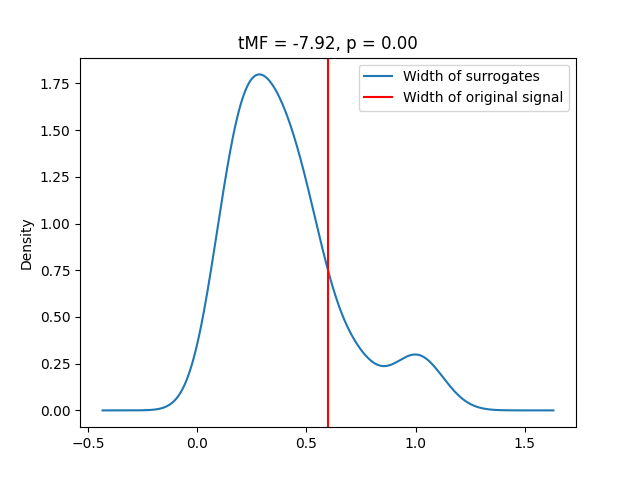 tMF = -7.92, p = 0.00
Width of surrogates
Width of original signal
Density
1.75
1.50
1.25
1.00
0.75
0.50
0.25
0.00
−0.5 0.0 0.5 1.0 1.5